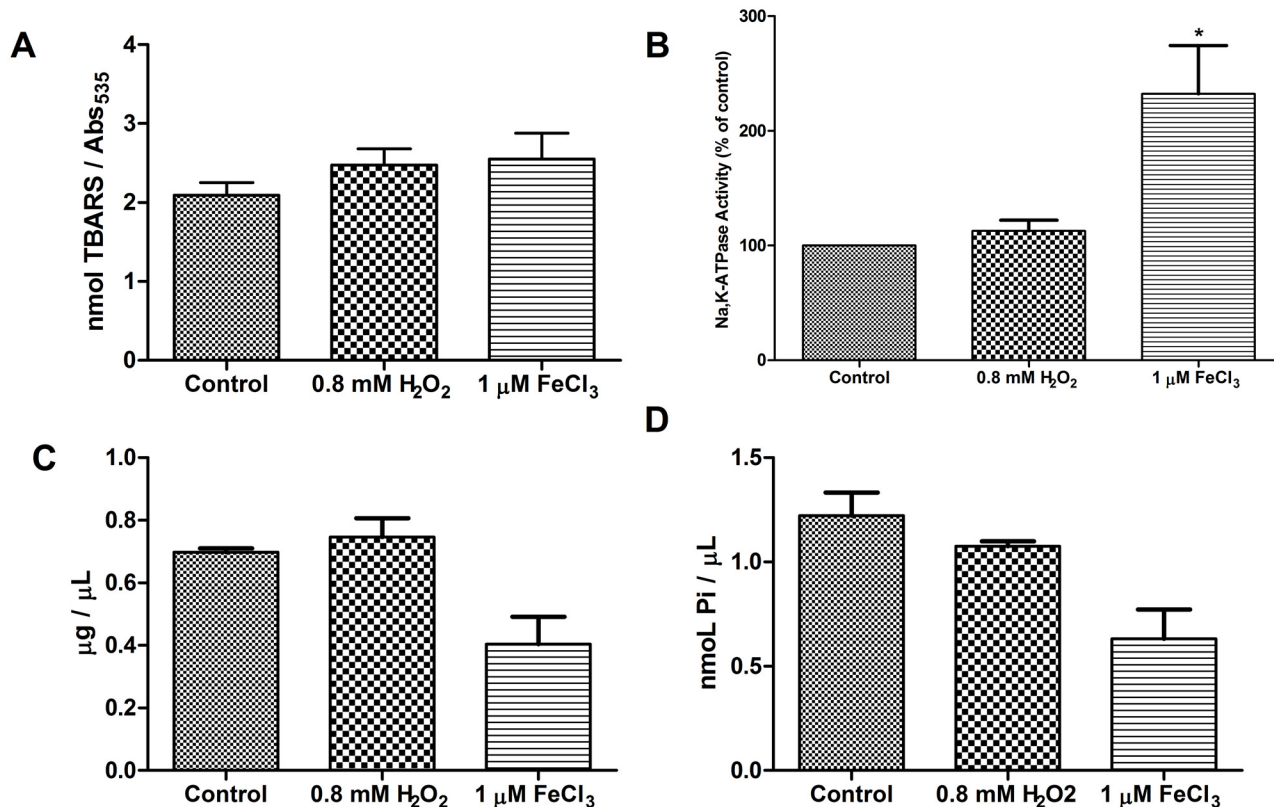 A
nmol TBARS / Abs535
4
3
2
1
0
Control
0.8 mM H2O2
1 μM FeCl3
B
Na,K-ATPase Activity (% of control)
300
200
100
0
*
Control
0.8 mM H2O2
1 μM FeCl3
C
μg / μL
1.0
0.8
0.6
0.4
0.2
0.0
Control
0.8 mM H2O2
1 μM FeCl3
D
nmoL Pi / μL
1.5
1.0
0.5
0.0
Control
0.8 mM H2O2
1 μM FeCl3